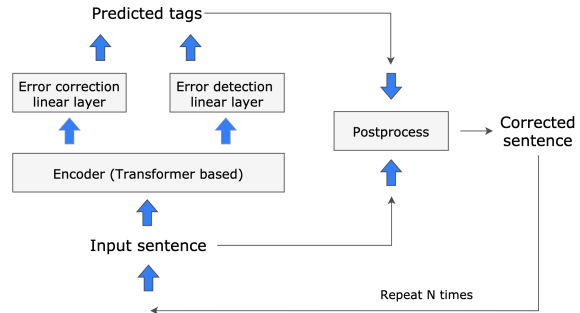 Predicted tags
Error correction
linear layer
Error detection
linear layer
Postprocess
Corrected
sentence
Encoder (Transformer based)
Input sentence
Repeat N times